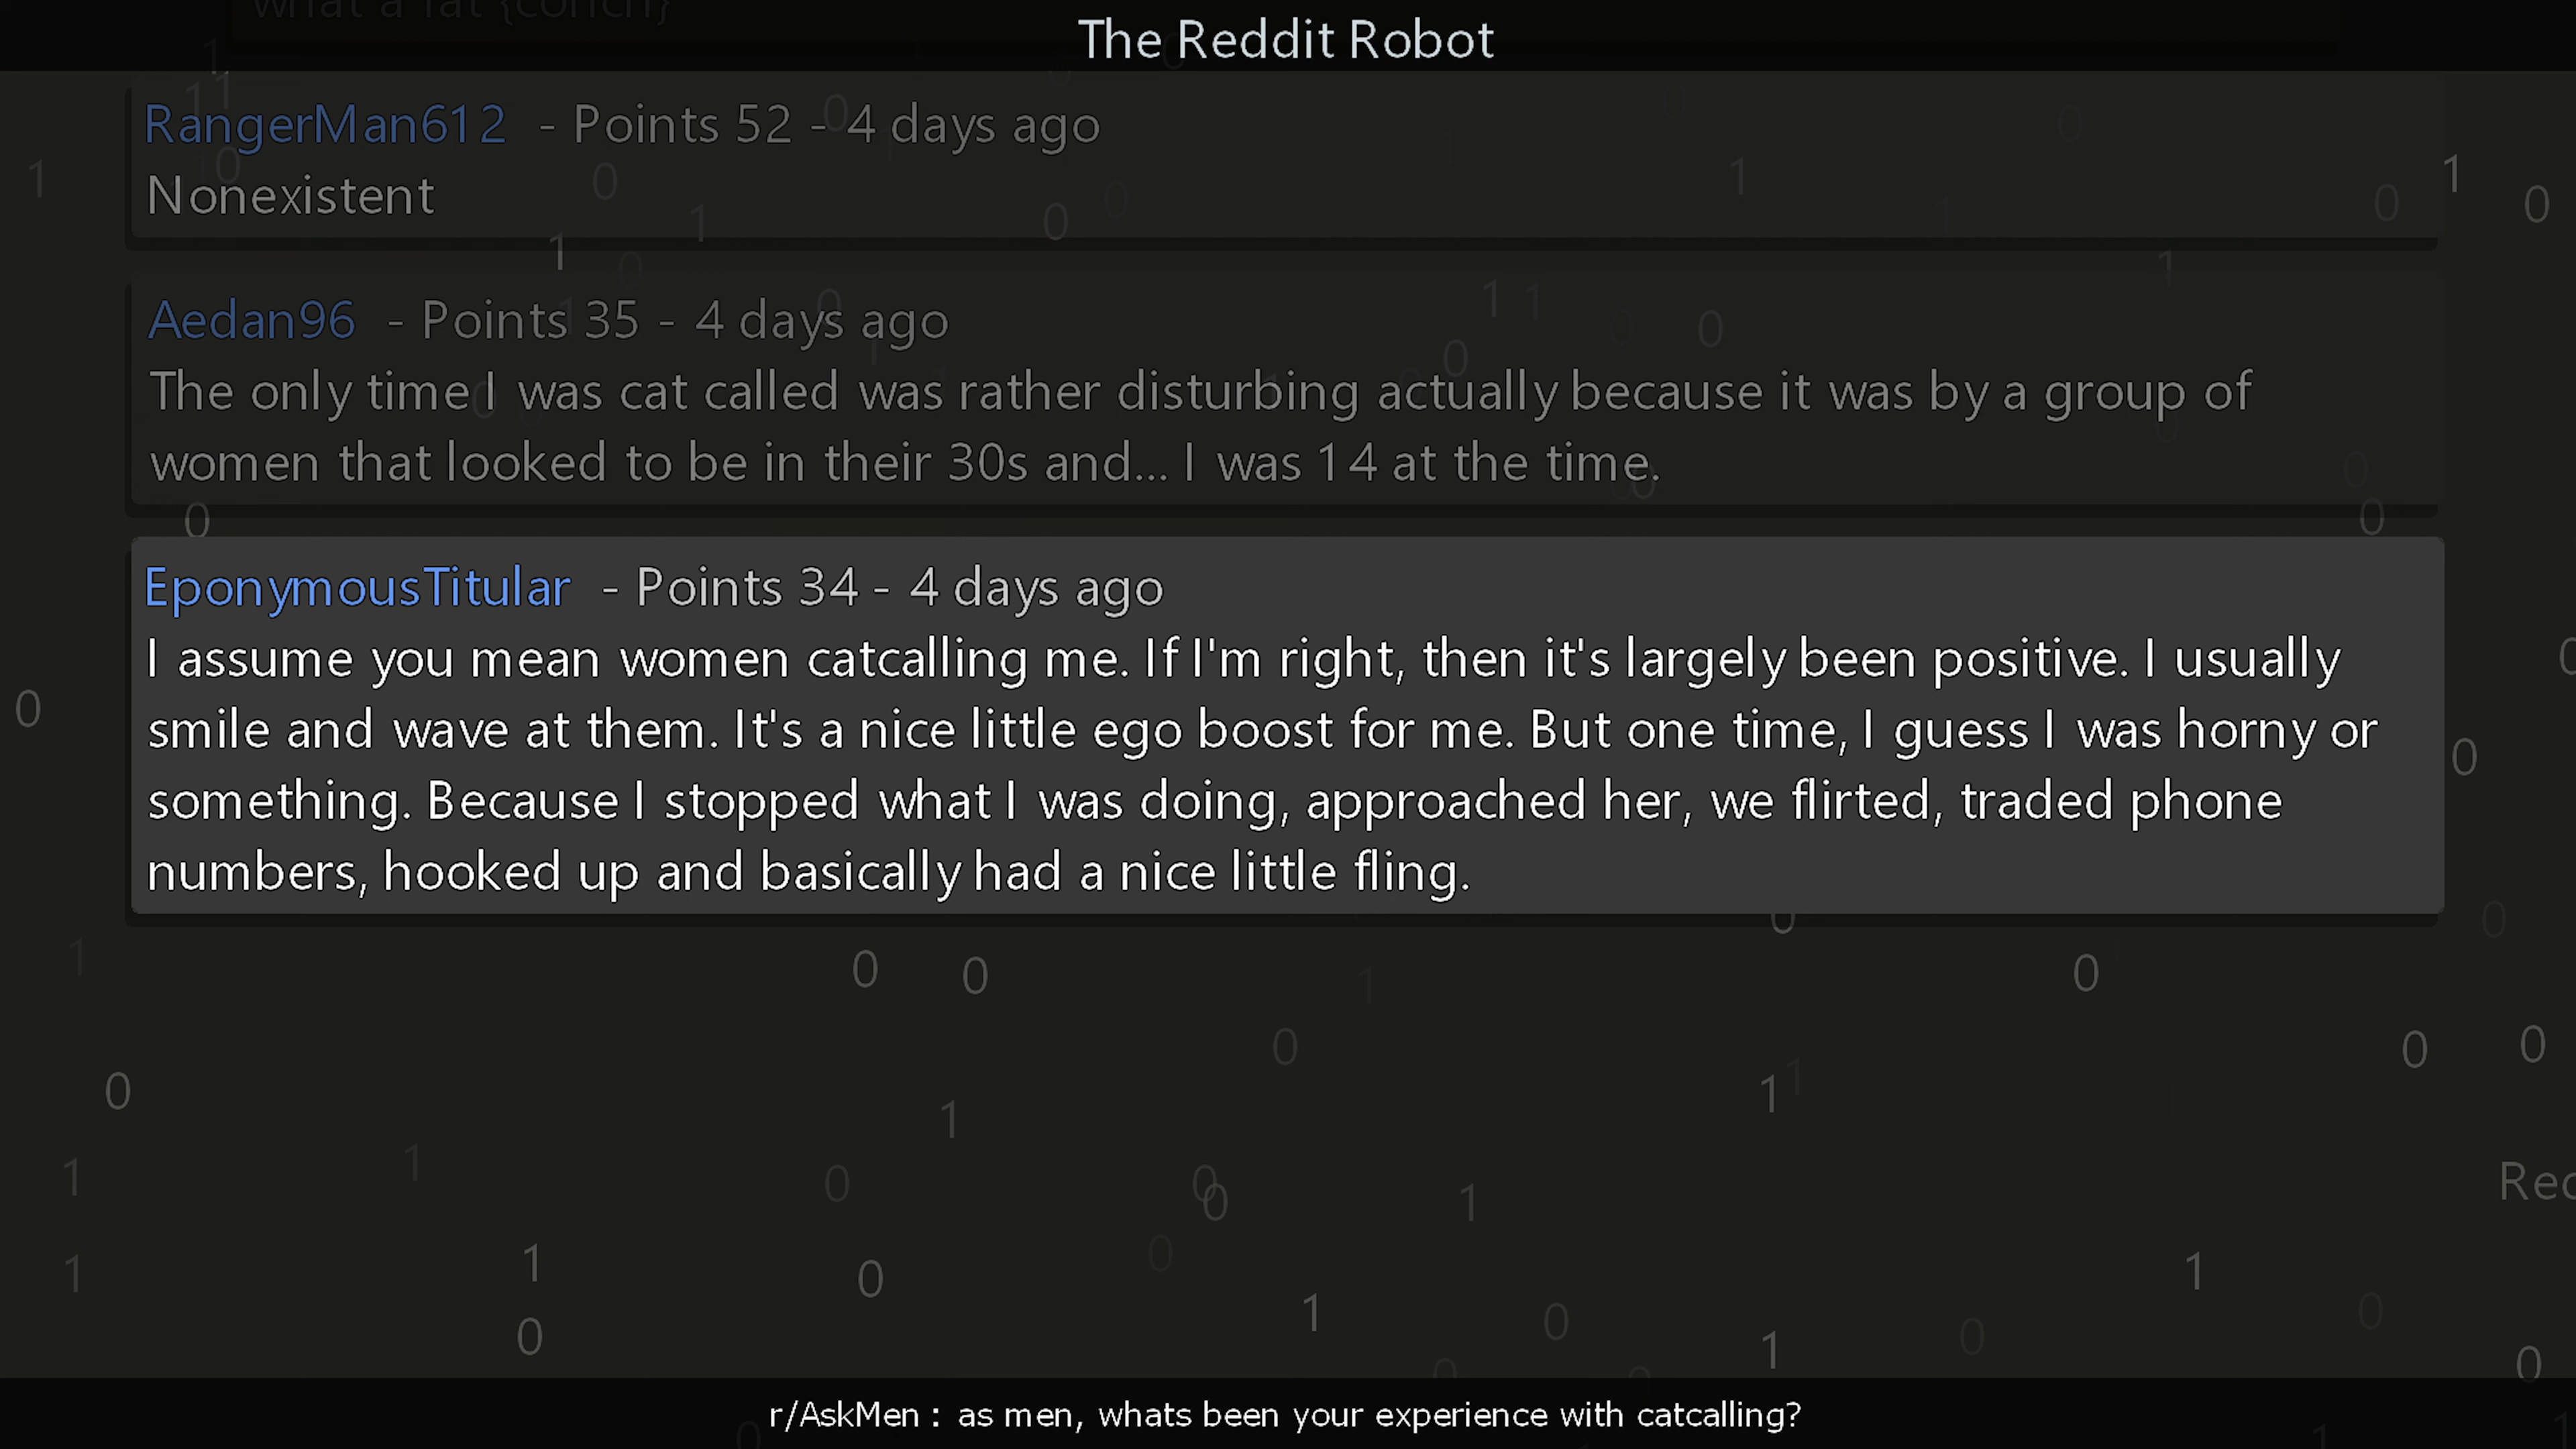 what a fat {conch}
The Reddit Robot
RangerMan612 - Points 52 - 4 days ago
Nonexistent
Aedan96 - Points 35 - 4 days ago
The only time I was cat called was rather disturbing actually because it was by a group of
women that looked to be in their 30s and... I was 14 at the time.
EponymousTitular - Points 34 - 4 days ago
I assume you mean women catcalling me. If I'm right, then it's largely been positive. I usually
smile and wave at them. It's a nice little ego boost for me. But one time, I guess I was horny or
something. Because I stopped what I was doing, approached her, we flirted, traded phone
numbers, hooked up and basically had a nice little fling.
r/AskMen : as men, whats been your experience with catcalling?